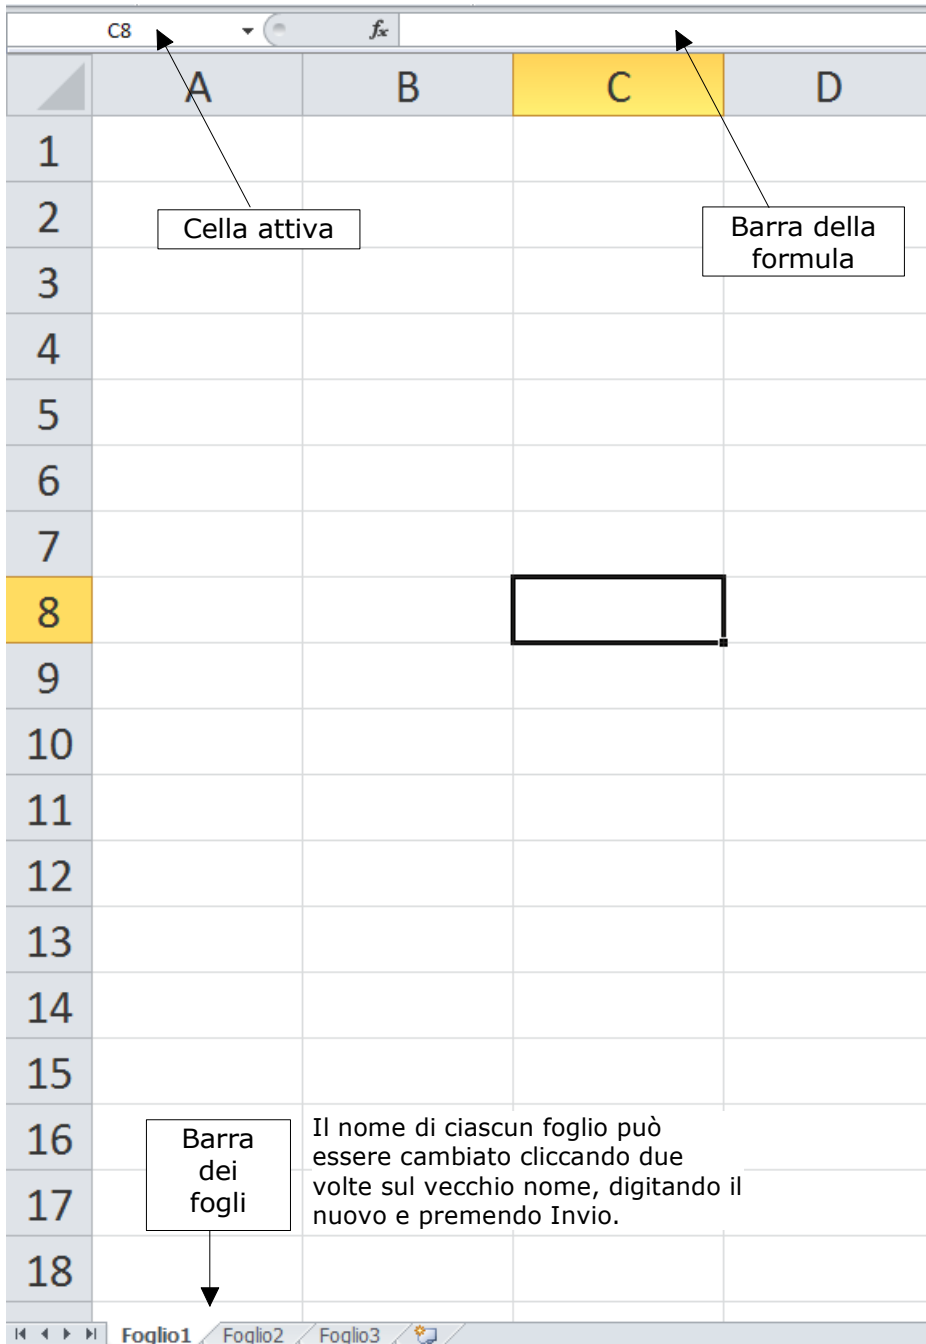 C8 fx
A B C D
1
2
Cella attiva
Barra della
formula
3
4
5
6
7
8
9
10
11
12
13
14
15
16
17
18
Barra
dei
fogli
Il nome di ciascun foglio può
essere cambiato cliccando due
volte sul vecchio nome, digitando il
nuovo e premendo Invio.
Foglio1 Foglio2 Foglio3